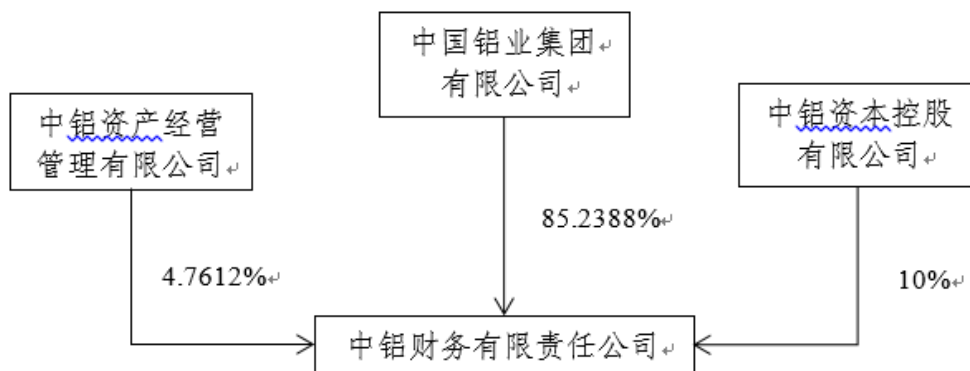 中国铝业集团
有限公司
中铝资产经营
管理有限公司
中铝资本控股
有限公司
85.2388%
4.7612%
10%
中铝财务有限责任公司